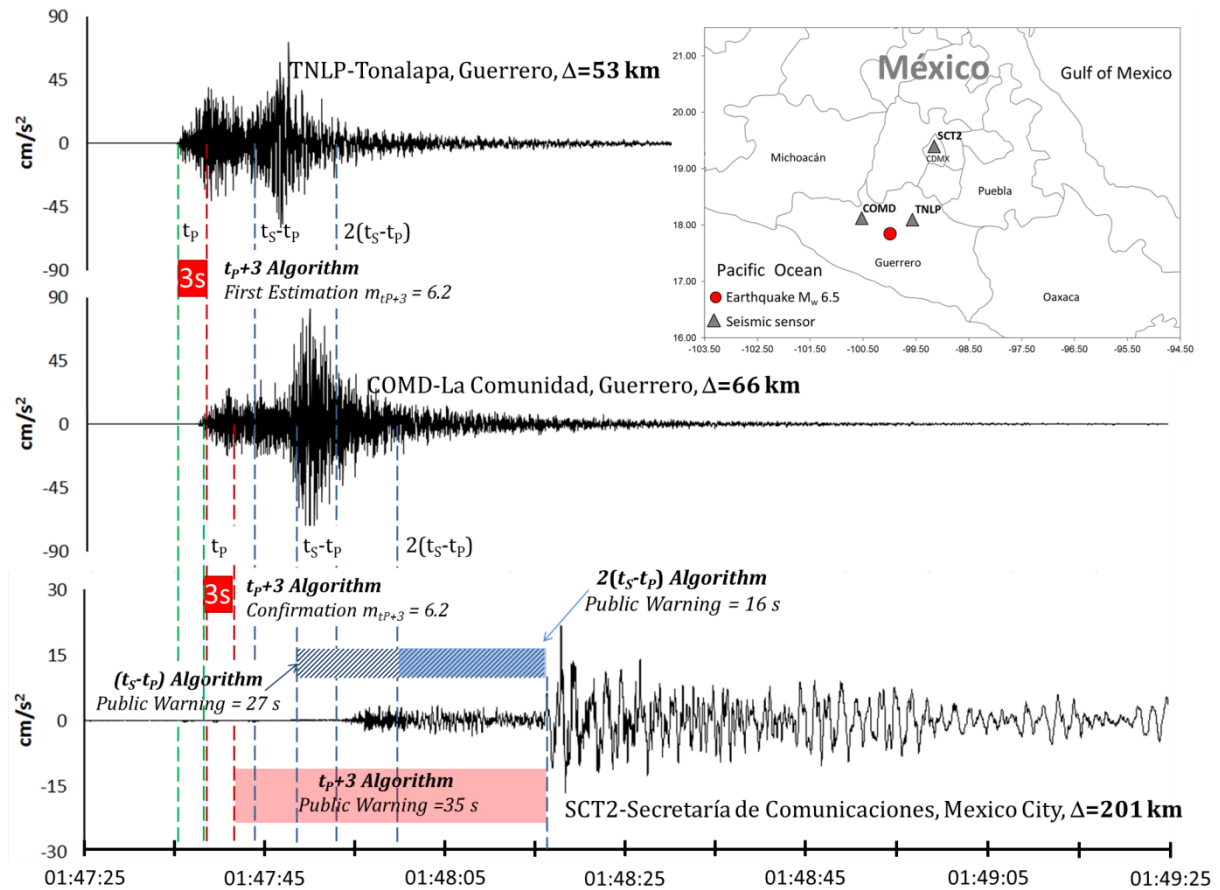 90
45
0
-45
-90
cm/s²
TNLP-Tonalapa, Guerrero, Δ=53 km
tP
tS-tP
2(tS-tP)
3s
tP+3 Algorithm
First Estimation mtP+3 = 6.2
21.00
20.00
19.00
18.00
17.00
16.00
-103.50
-102.50
-101.50
-100.50
-99.50
-98.50
-97.50
-96.50
-95.50
-94.50
México
Gulf of Mexico
Michoacán
SCT2
CDMX
Puebla
COMD
TNLP
Guerrero
Oaxaca
Pacific Ocean
Earthquake Mw 6.5
Seismic sensor
90
45
0
-45
-90
cm/s²
COMD-La Comunidad, Guerrero, Δ=66 km
tP
tS-tP
2(tS-tP)
3s
tP+3 Algorithm
Confirmation mtP+3 = 6.2
30
15
0
-15
-30
cm/s²
2(tS-tP) Algorithm
Public Warning = 16 s
(tS-tP) Algorithm
Public Warning = 27 s
tP+3 Algorithm
Public Warning =35 s
SCT2-Secretaría de Comunicaciones, Mexico City, Δ=201 km
01:47:25
01:47:45
01:48:05
01:48:25
01:48:45
01:49:05
01:49:25